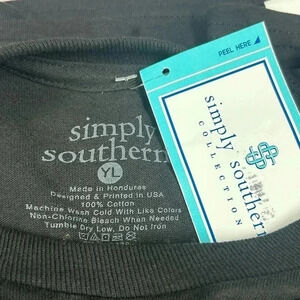 PEEL HERE
simply
southern
YL
Made in Honduras
Designed & Printed in USA
100% Cotton
Machine Wash Cold With Like Colors
Non-Chlorine Bleach When Needed
Tumble Dry Low, Do Not Iron
simply southern
COLLECTION